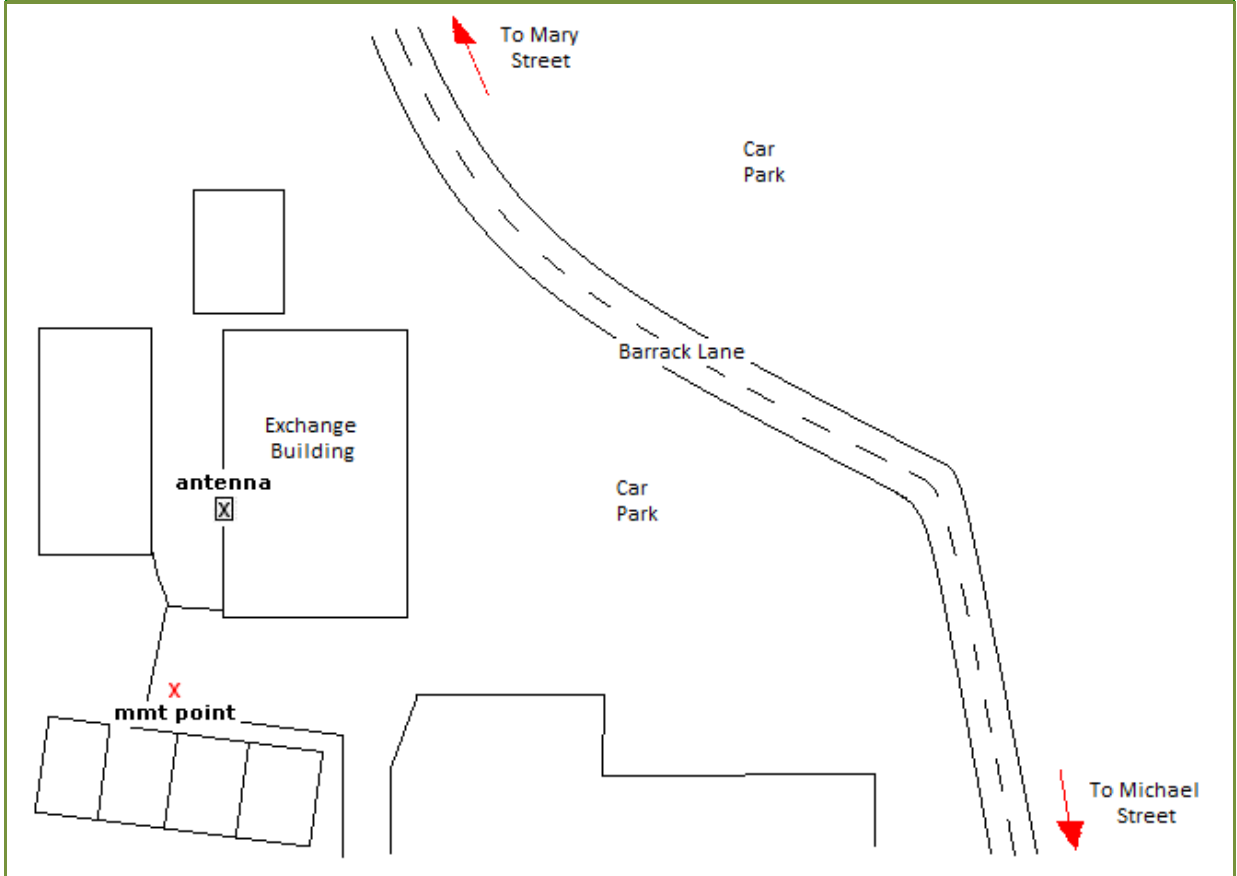 To Mary
Street
Car
Park
Barrack Lane
Exchange
Building
antenna
X
Car
Park
X
mmt point
To Michael
Street